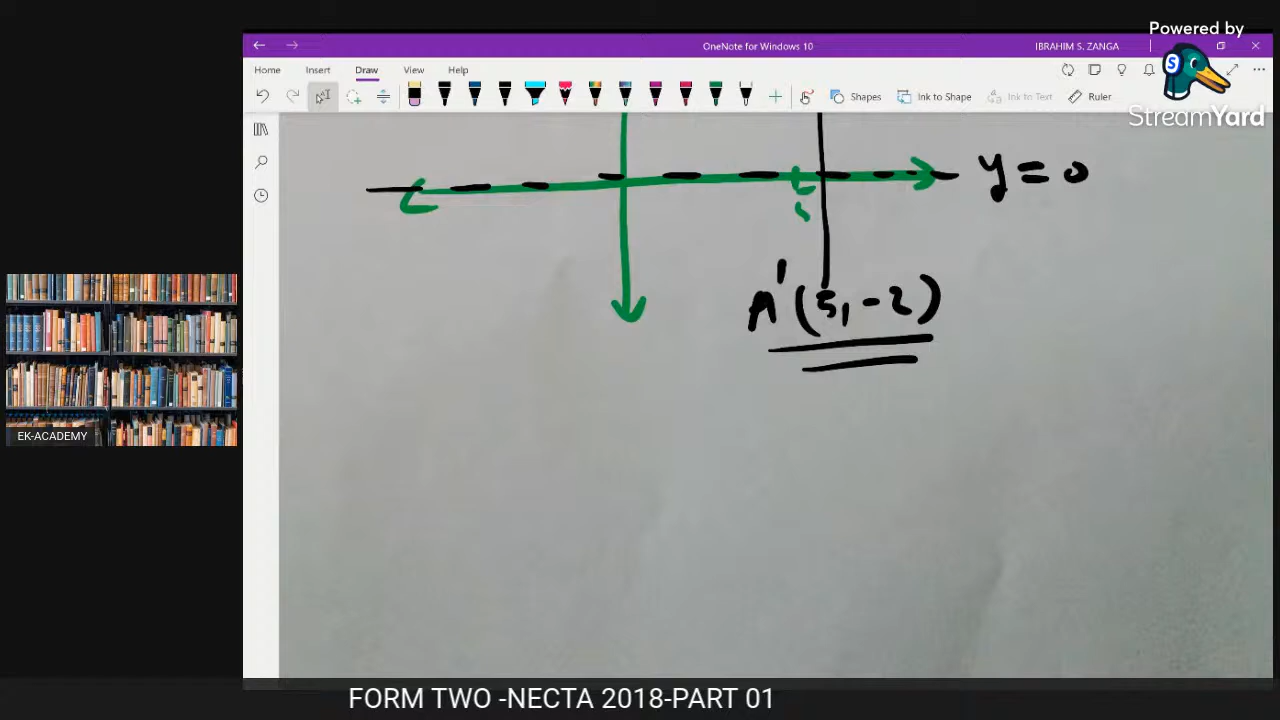 Powered by
StreamYard
OneNote for Windows 10
IBRAHIM S. ZANGA
Home Insert Draw View Help
Shapes Ink to Shape Ink to Text Ruler
y = 0
5
A'(5, -2)
EK-ACADEMY
FORM TWO -NECTA 2018-PART 01